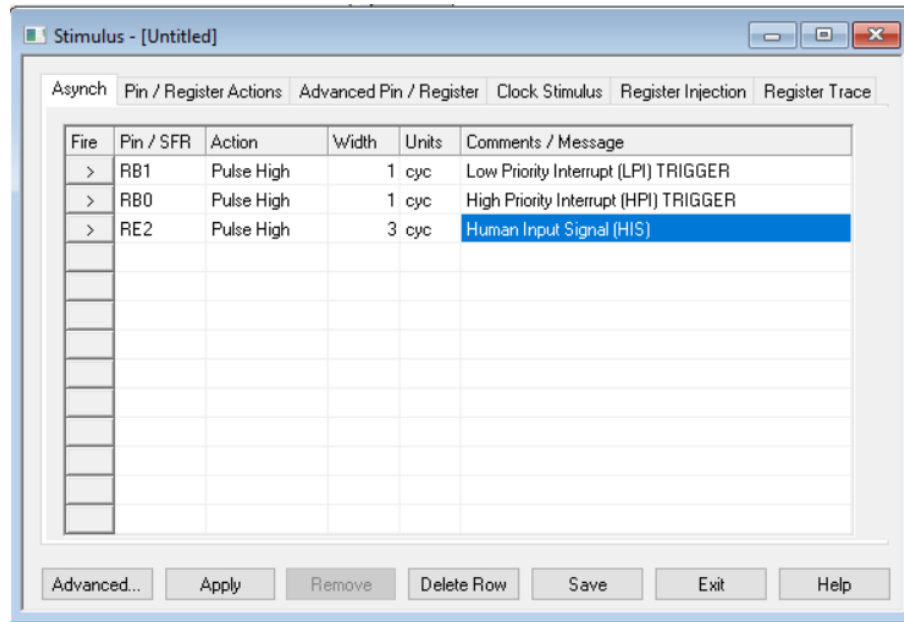 Stimulus - [Untitled]
Asynch Pin / Register Actions Advanced Pin / Register Clock Stimulus Register Injection Register Trace
Fire Pin / SFR Action Width Units Comments / Message
> RB1 Pulse High 1 cyc Low Priority Interrupt (LPI) TRIGGER
> RB0 Pulse High 1 cyc High Priority Interrupt (HPI) TRIGGER
> RE2 Pulse High 3 cyc Human Input Signal (HIS)
Advanced... Apply Remove Delete Row Save Exit Help